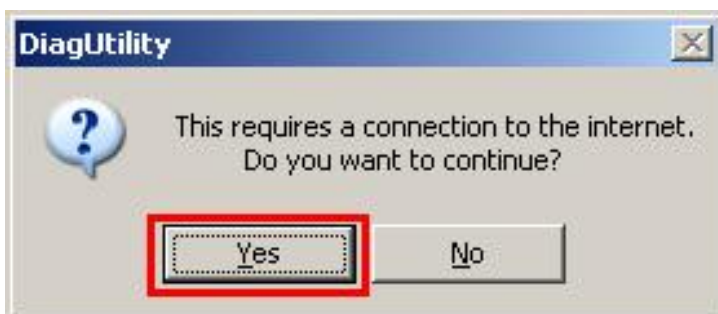 DiagUtility
This requires a connection to the internet.
Do you want to continue?
Yes No